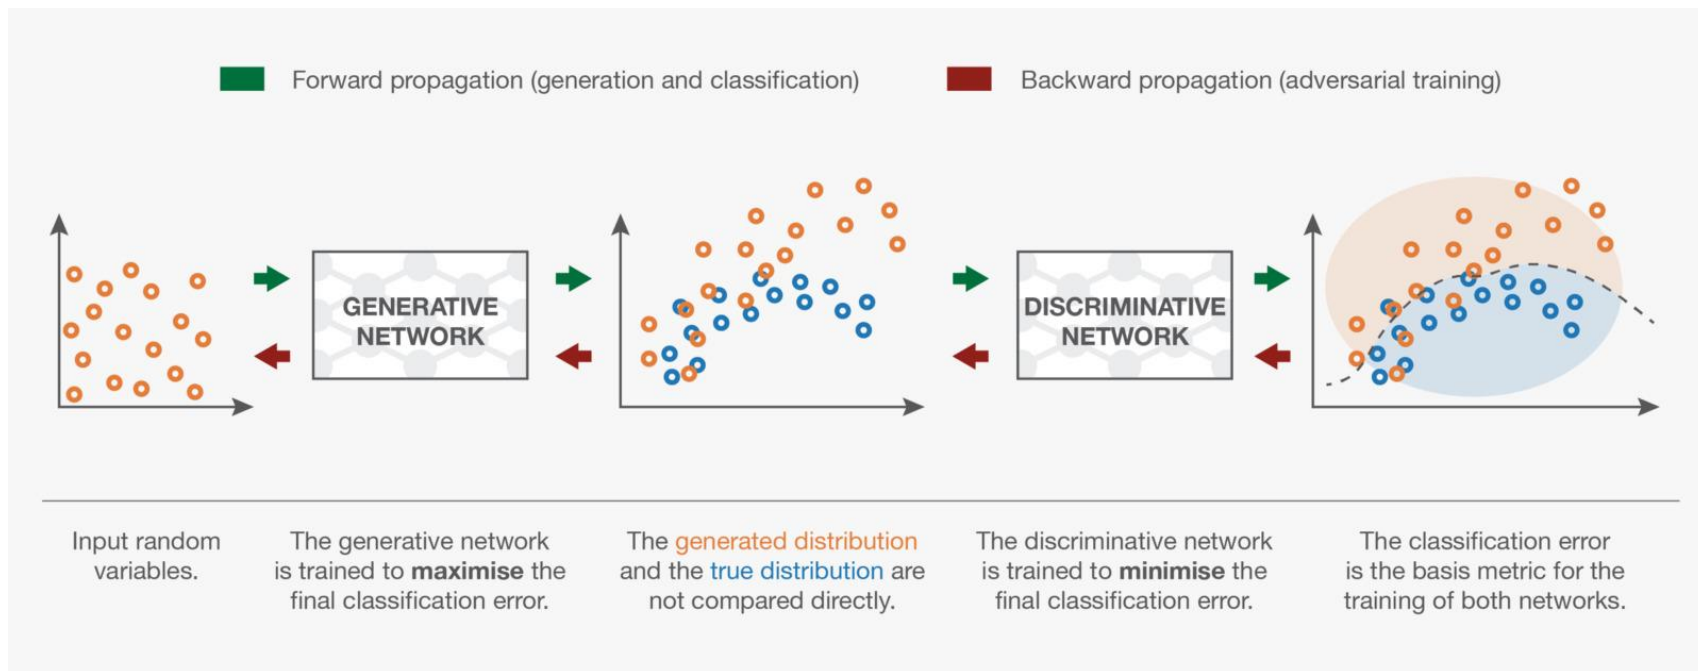 Forward propagation (generation and classification)
Backward propagation (adversarial training)
GENERATIVE
NETWORK
DISCRIMINATIVE
NETWORK
Input random
variables.
The generative network
is trained to maximise the
final classification error.
The generated distribution
and the true distribution are
not compared directly.
The discriminative network
is trained to minimise the
final classification error.
The classification error
is the basis metric for the
training of both networks.